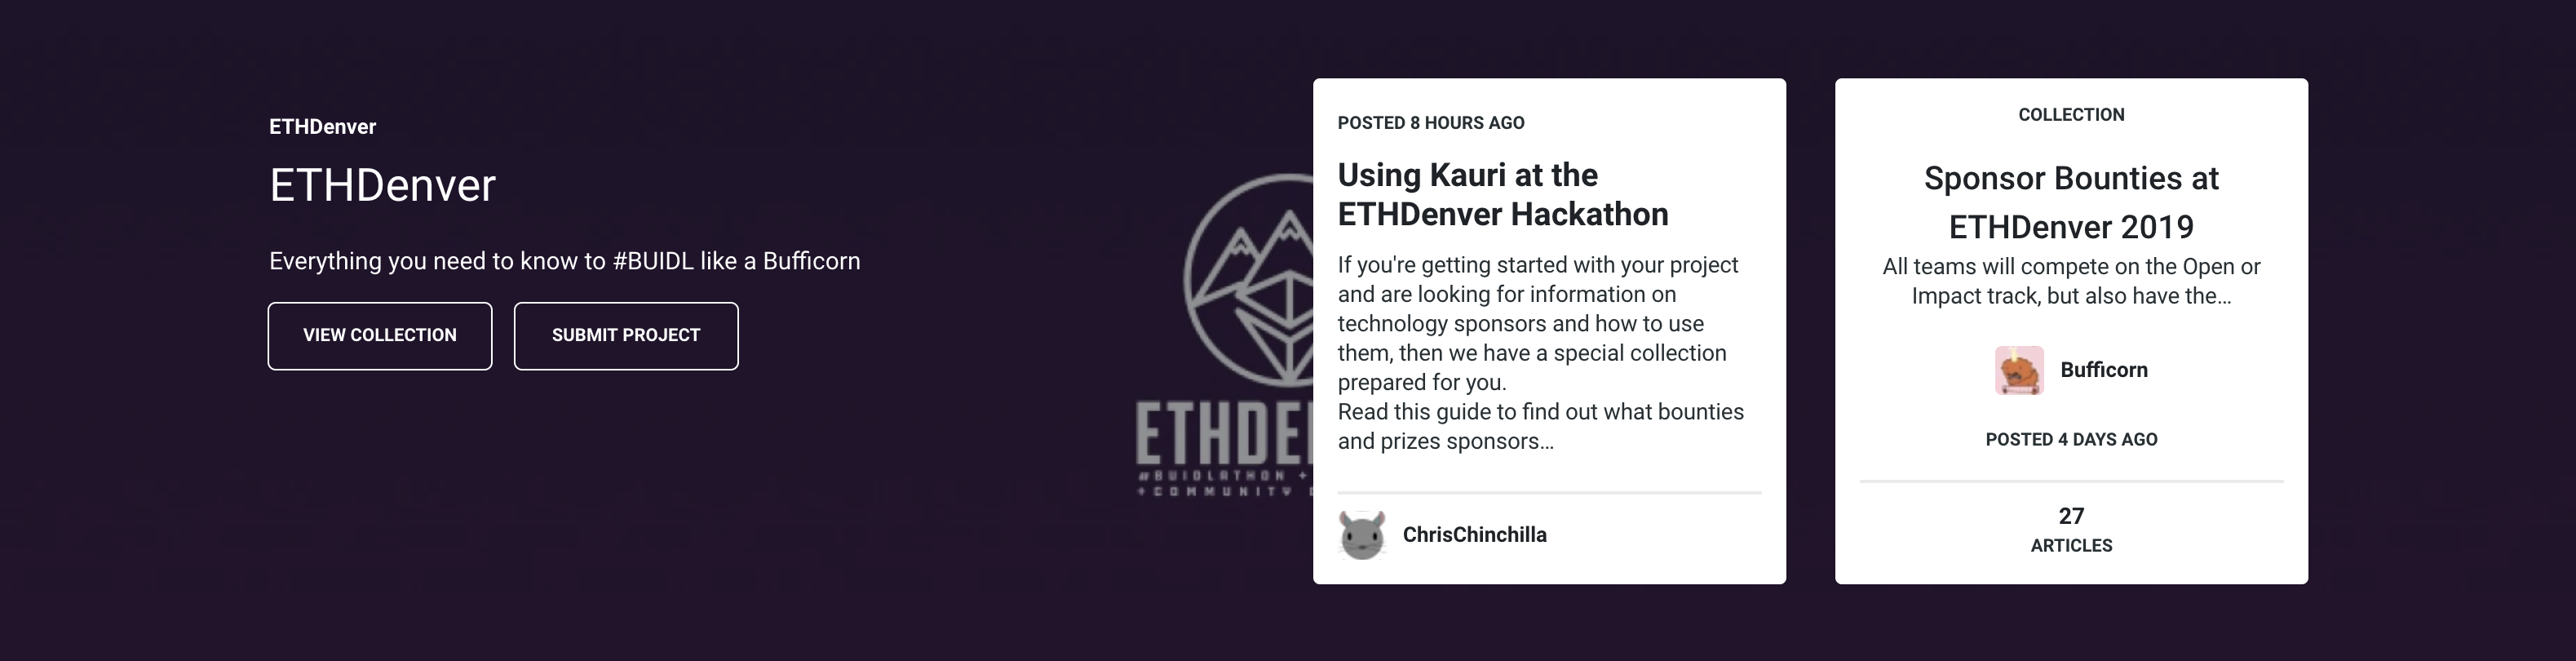 ETHDenver
ETHDenver
Everything you need to know to #BUIDL like a Bufficorn
VIEW COLLECTION
SUBMIT PROJECT
ETHDE
#BUIDLATHON +
+ COMMUNITY
POSTED 8 HOURS AGO
Using Kauri at the
ETHDenver Hackathon
If you're getting started with your project
and are looking for information on
technology sponsors and how to use
them, then we have a special collection
prepared for you.
Read this guide to find out what bounties
and prizes sponsors…
ChrisChinchilla
COLLECTION
Sponsor Bounties at
ETHDenver 2019
All teams will compete on the Open or
Impact track, but also have the…
Bufficorn
POSTED 4 DAYS AGO
27
ARTICLES